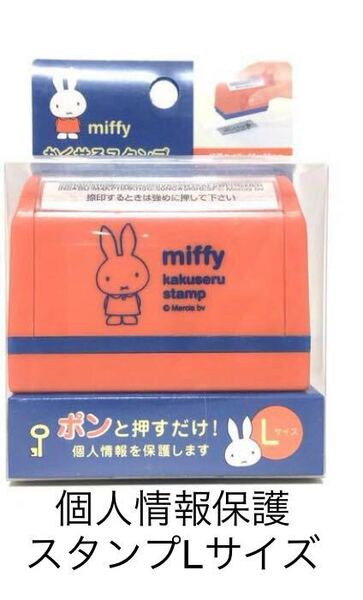 miffy
かくせるスタンプ
捺印するときは強めに押して下さい
miffy
kakuseru
stamp
© Mercis bv
ポンと押すだけ!
個人情報を保護します
Lサイズ
個人情報保護
スタンプLサイズ